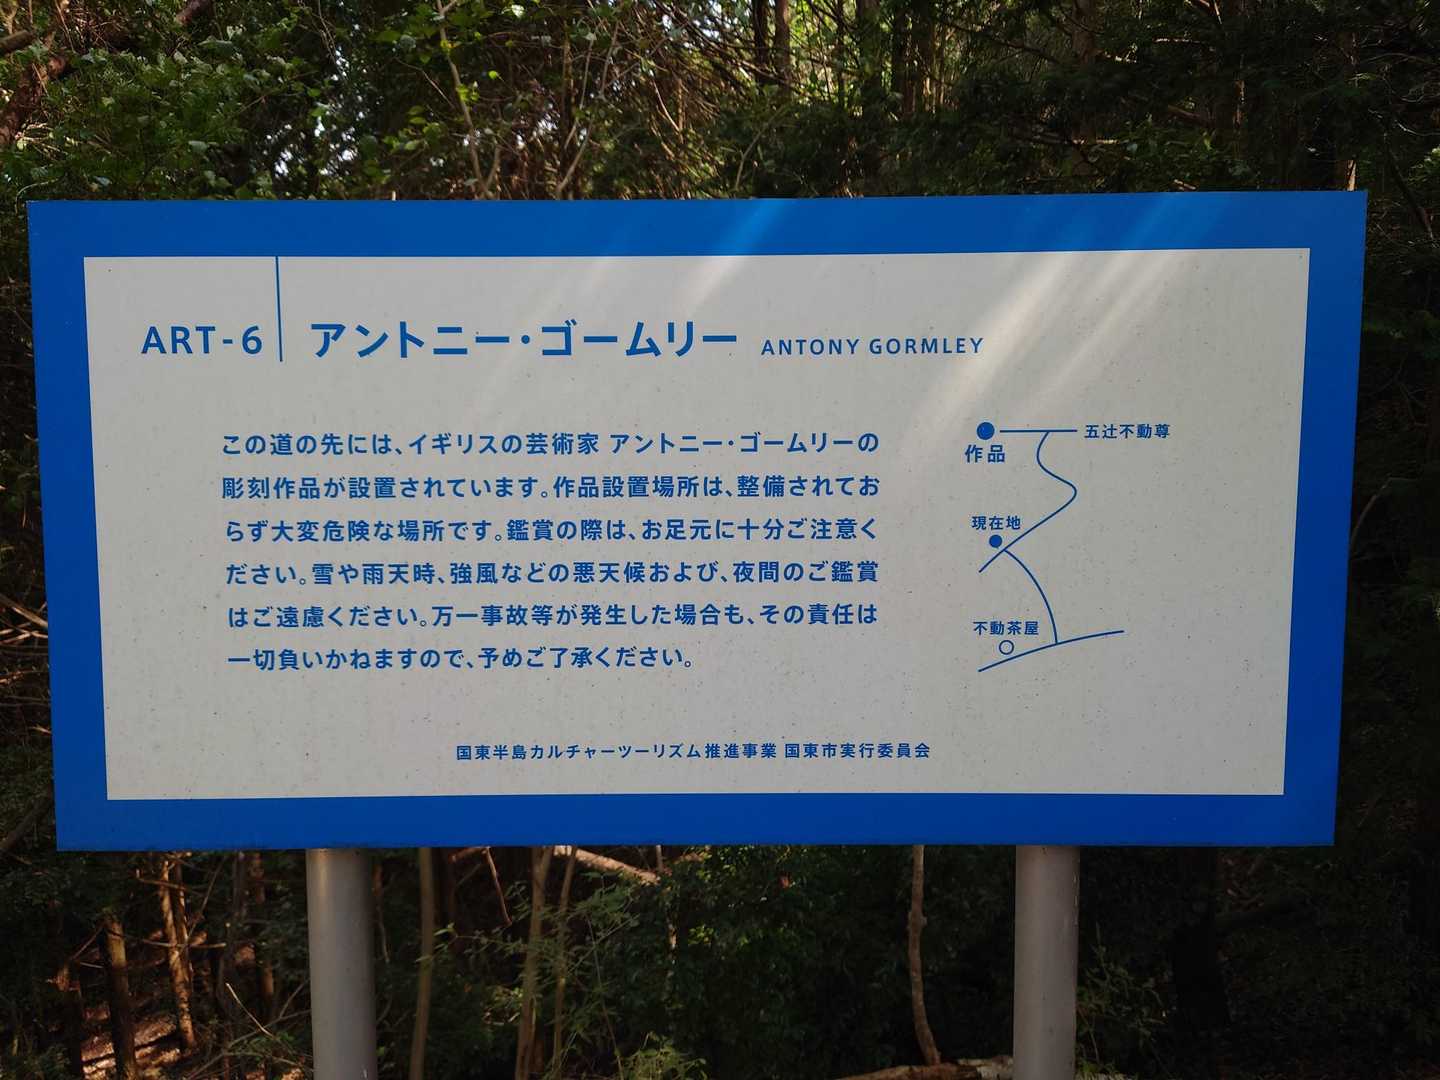 ART-6 アントニー・ゴームリー ANTONY GORMLEY
この道の先には、イギリスの芸術家 アントニー・ゴームリーの
彫刻作品が設置されています。作品設置場所は、整備されてお
らず大変危険な場所です。鑑賞の際は、お足元に十分ご注意く
ださい。雪や雨天時、強風などの悪天候および、夜間のご鑑賞
はご遠慮ください。万一事故等が発生した場合も、その責任は
一切負いかねますので、予めご了承ください。
五辻不動尊
作品
現在地
不動茶屋
国東半島カルチャーツーリズム推進事業 国東市実行委員会